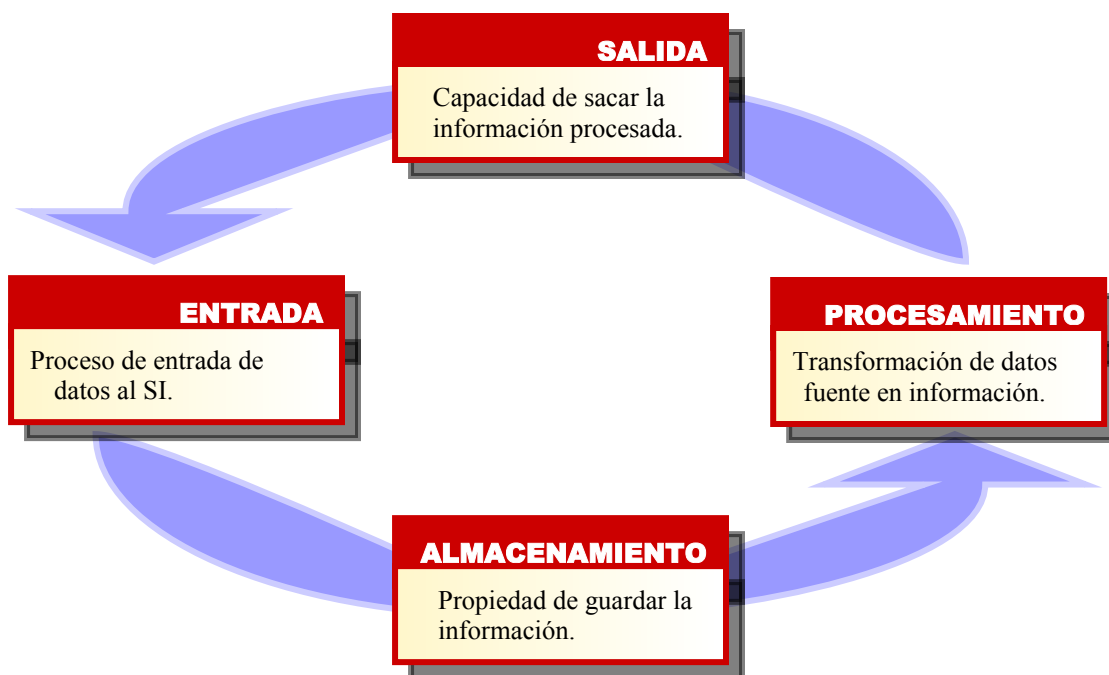 SALIDA
Capacidad de sacar la
información procesada.
ENTRADA
Proceso de entrada de
datos al SI.
PROCESAMIENTO
Transformación de datos
fuente en información.
ALMACENAMIENTO
Propiedad de guardar la
información.